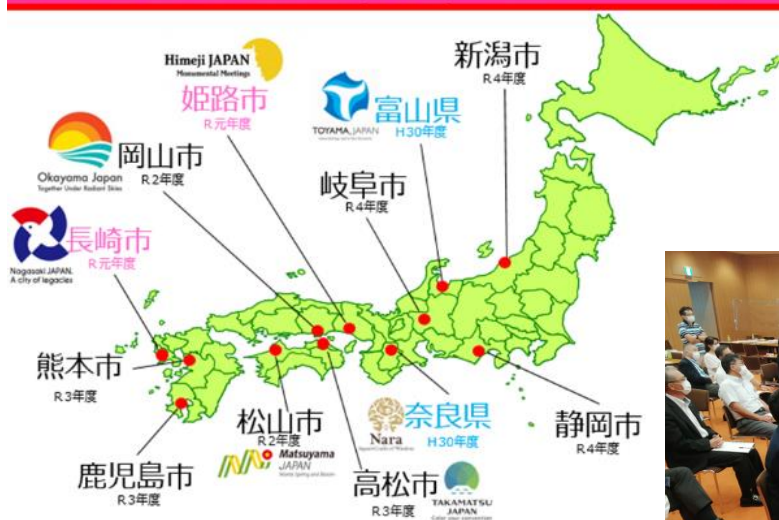 Himeji JAPAN
Monumental Meetings
姫路市
R元年度
新潟市
R4年度
TOYAMA, JAPAN
富山県
H30年度
Okayama Japan
Together Under Radiant Skies
岡山市
R2年度
岐阜市
R4年度
Nagasaki JAPAN.
A city of legacies
長崎市
R元年度
熊本市
R3年度
松山市
R2年度
Matsuyama
JAPAN
Nara
奈良県
H30年度
静岡市
R4年度
鹿児島市
R3年度
高松市
R3年度
TAKAMATSU
JAPAN